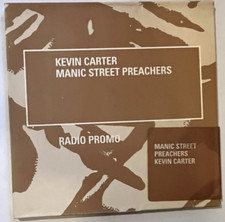 KEVIN CARTER
MANIC STREET PREACHERS
RADIO PROMO
MANIC STREET
PREACHERS
KEVIN CARTER